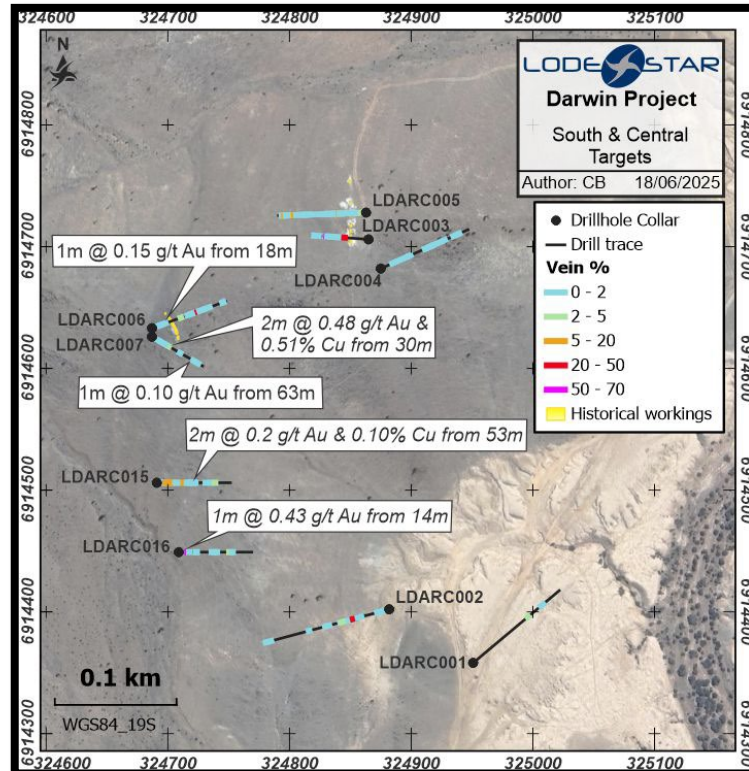 324600 324700 324800 324900 325000 325100
N
LODESTAR
Darwin Project
South & Central
Targets
Author: CB 18/06/2025
Drillhole Collar
Drill trace
Vein %
0 - 2
2 - 5
5 - 20
20 - 50
50 - 70
Historical workings
6914800 6914800
LDARC005
LDARC003
6914700 6914700
LDARC004
1m @ 0.15 g/t Au from 18m
LDARC006
LDARC007
2m @ 0.48 g/t Au &
0.51% Cu from 30m
6914600 6914600
1m @ 0.10 g/t Au from 63m
2m @ 0.2 g/t Au & 0.10% Cu from 53m
LDARC015
6914500 6914500
1m @ 0.43 g/t Au from 14m
LDARC016
LDARC002
6914400 6914400
LDARC001
0.1 km
WGS84_19S
6914300 6914300
324600 324700 324800 324900 325000 325100